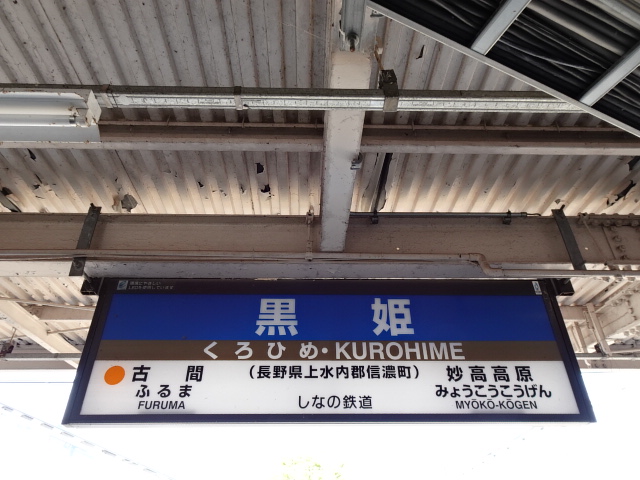 黒姫
くろひめ・KUROHIME
古間
ふるま
FURUMA
(長野県上水内郡信濃町)
しなの鉄道
妙高高原
みょうこうこうげん
MYŌKŌ-KŌGEN